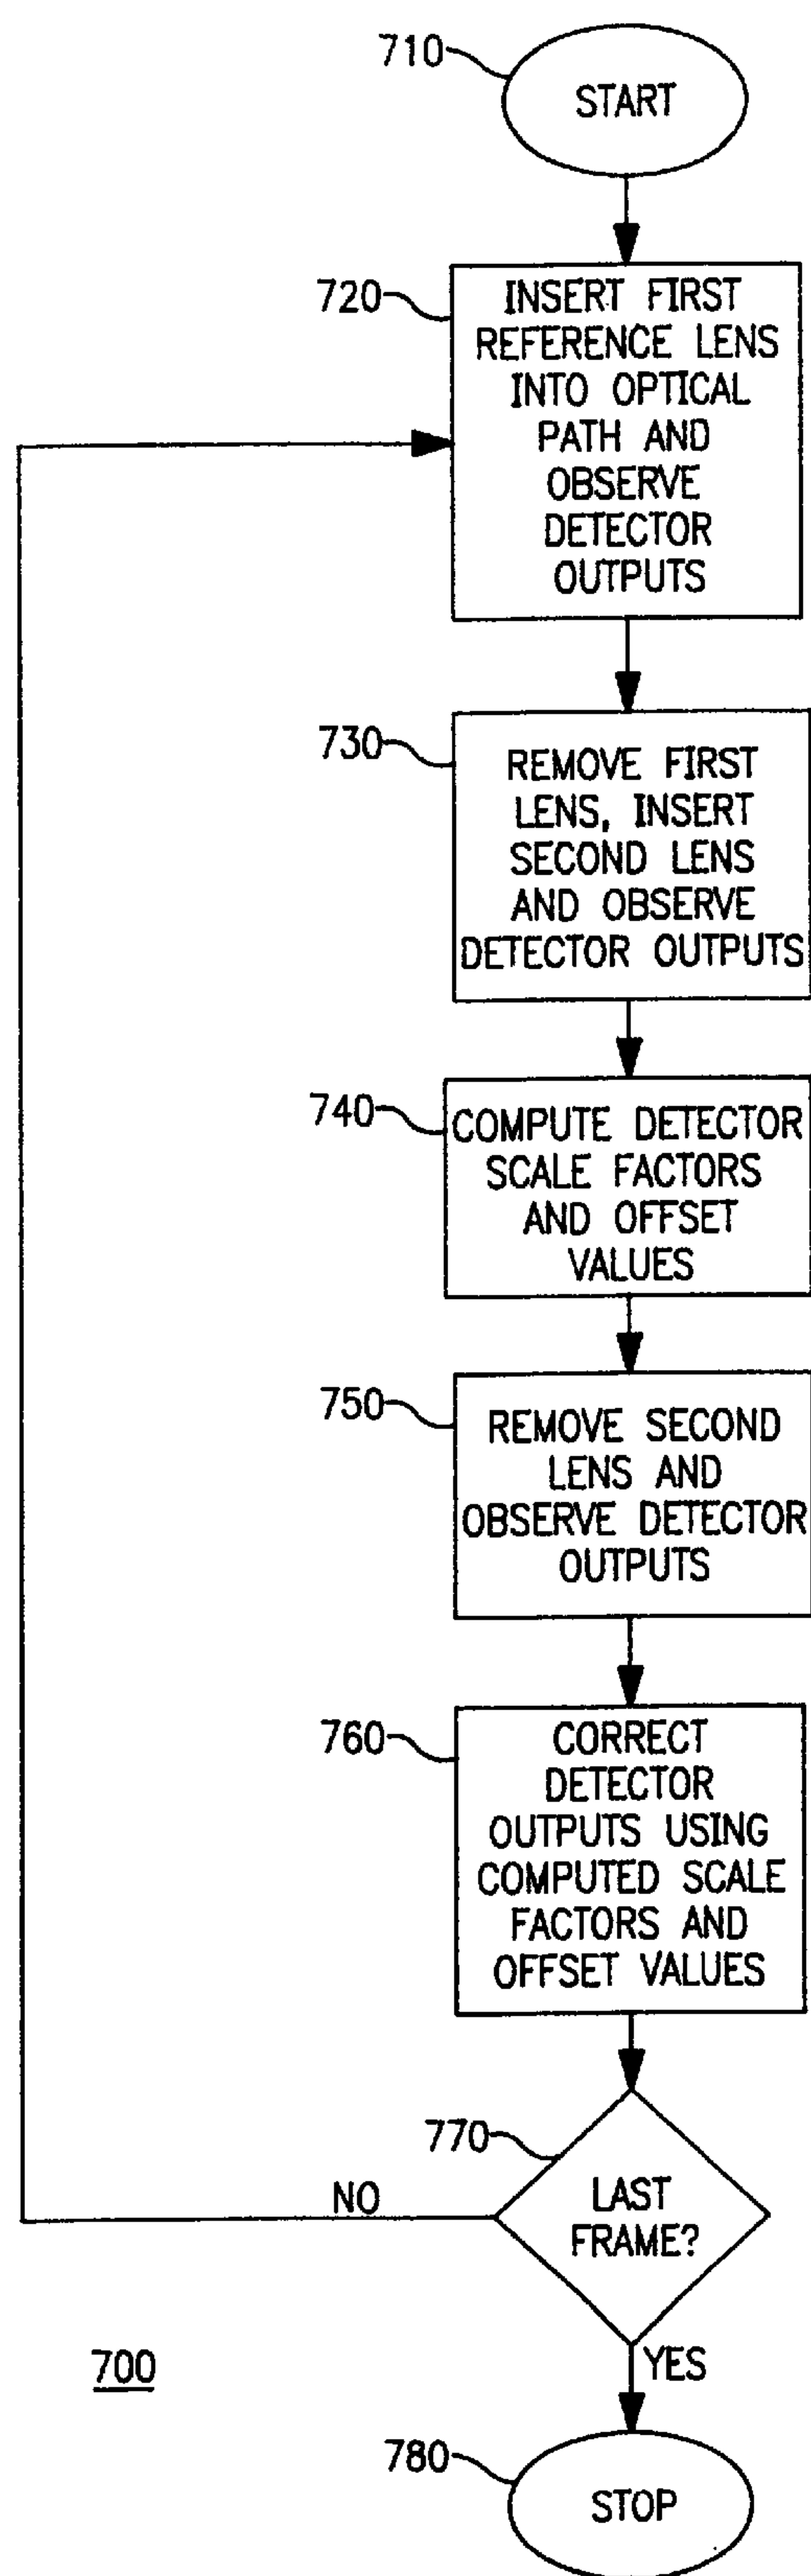 710
START
720
INSERT FIRST
REFERENCE LENS
INTO OPTICAL
PATH AND
OBSERVE
DETECTOR
OUTPUTS
730
REMOVE FIRST
LENS, INSERT
SECOND LENS
AND OBSERVE
DETECTOR OUTPUTS
740
COMPUTE DETECTOR
SCALE FACTORS
AND OFFSET
VALUES
750
REMOVE SECOND
LENS AND
OBSERVE DETECTOR
OUTPUTS
760
CORRECT
DETECTOR
OUTPUTS USING
COMPUTED SCALE
FACTORS AND
OFFSET VALUES
770
LAST
FRAME?
NO
YES
700
780
STOP